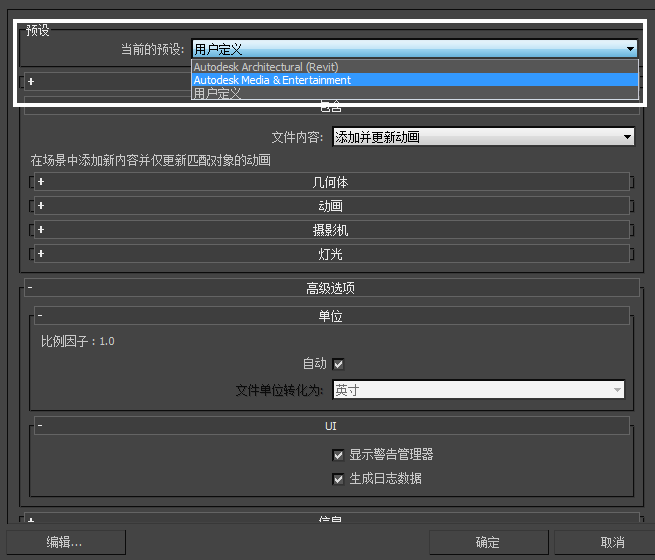 预设
当前的预设: 用户定义
Autodesk Architectural (Revit)
Autodesk Media & Entertainment
用户定义
+
包含
文件内容: 添加并更新动画
在场景中添加新内容并仅更新匹配对象的动画
+ 几何体
+ 动画
+ 摄影机
+ 灯光
- 高级选项
- 单位
比例因子 : 1.0
自动
文件单位转化为: 英寸
- UI
显示警告管理器
生成日志数据
+ 信息
编辑... 确定 取消